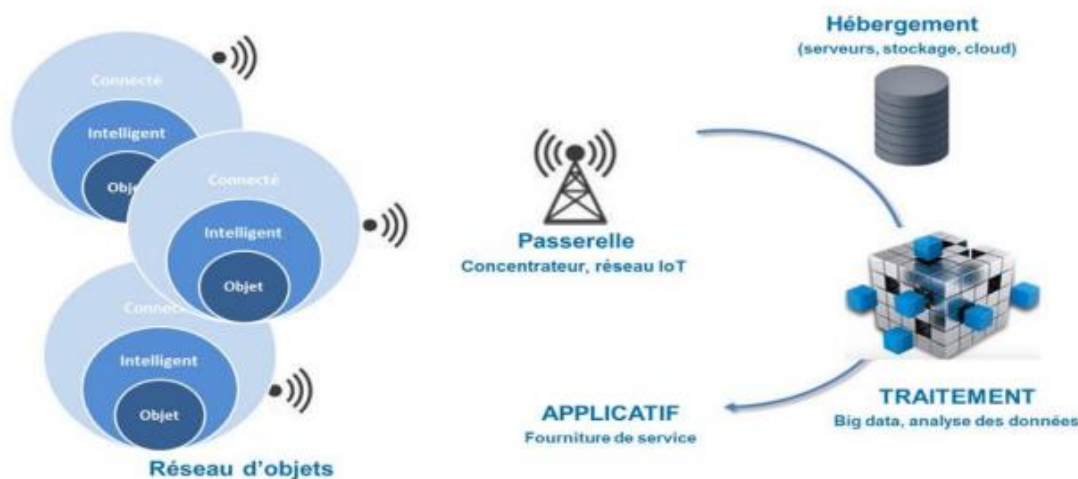 Connecté
Intelligent
Objet
Connecté
Intelligent
Objet
Connecté
Intelligent
Objet
Réseau d'objets
Passerelle
Concentrateur, réseau IoT
Hébergement
(serveurs, stockage, cloud)
TRAITEMENT
Big data, analyse des données
APPLICATIF
Fourniture de service